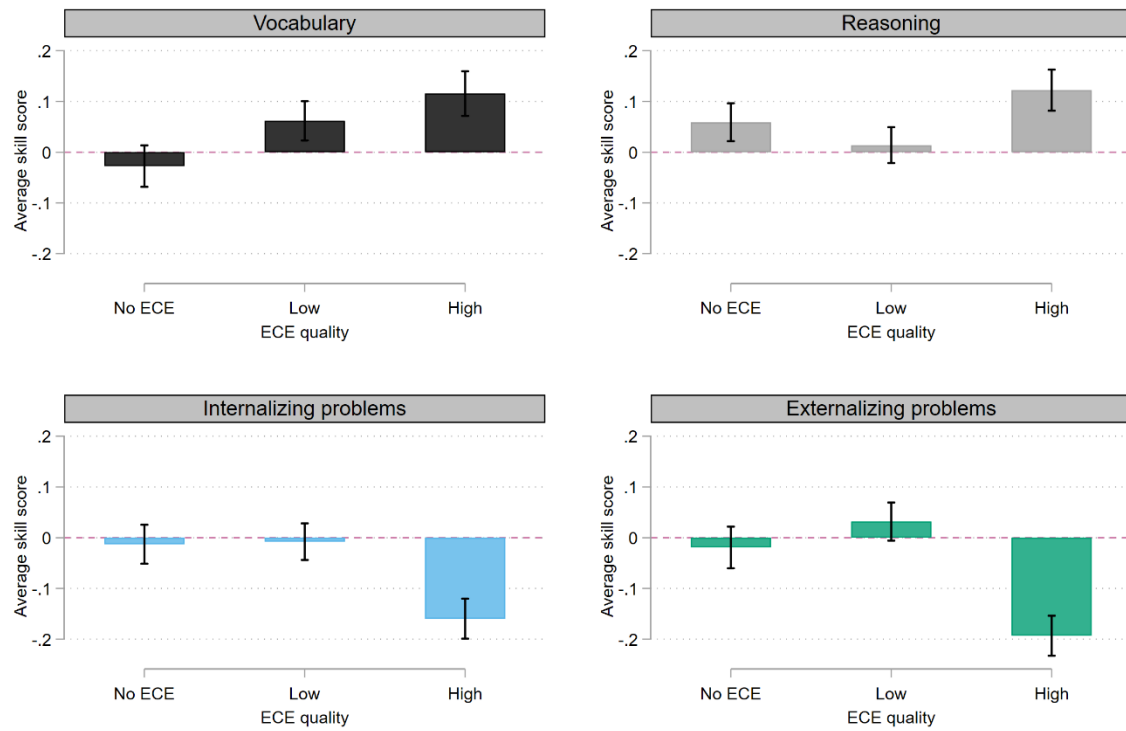 Vocabulary
.2
.1
0
-.1
-.2
Average skill score
No ECE
Low
High
ECE quality
Reasoning
.2
.1
0
-.1
-.2
Average skill score
No ECE
Low
High
ECE quality
Internalizing problems
.2
.1
0
-.1
-.2
Average skill score
No ECE
Low
High
ECE quality
Externalizing problems
.2
.1
0
-.1
-.2
Average skill score
No ECE
Low
High
ECE quality